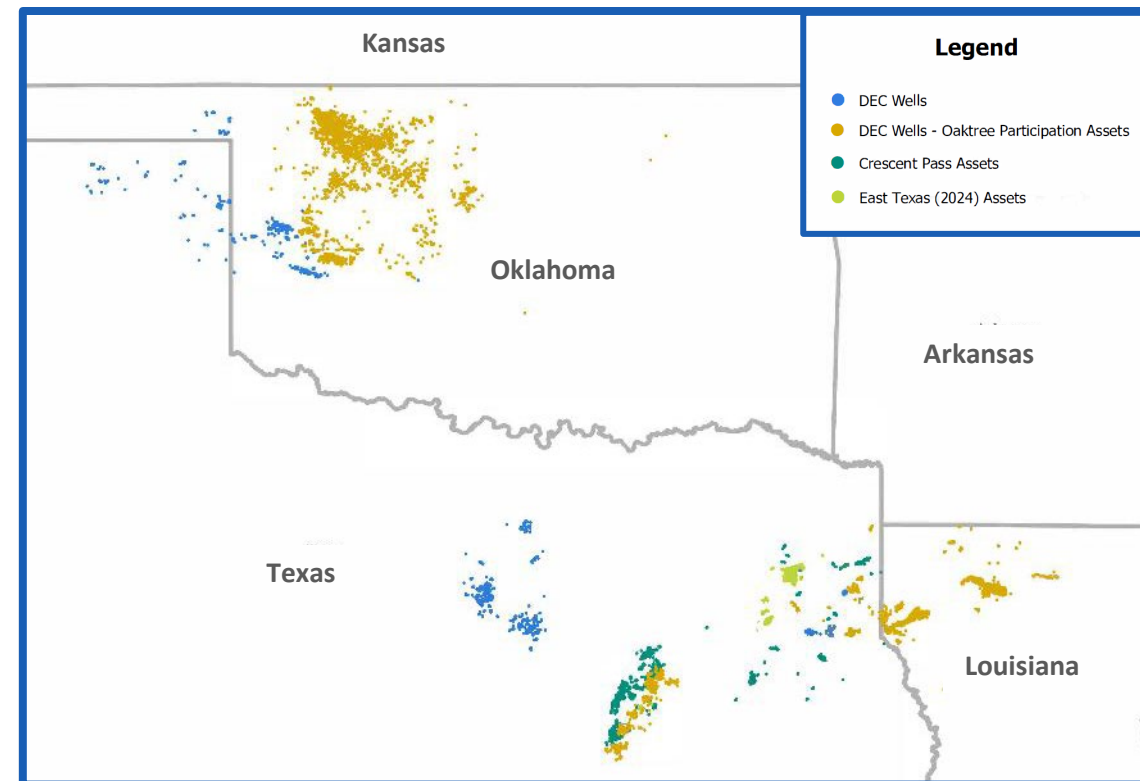 Kansas
Legend
DEC Wells
DEC Wells - Oaktree Participation Assets
Crescent Pass Assets
East Texas (2024) Assets
Oklahoma
Arkansas
Texas
Louisiana